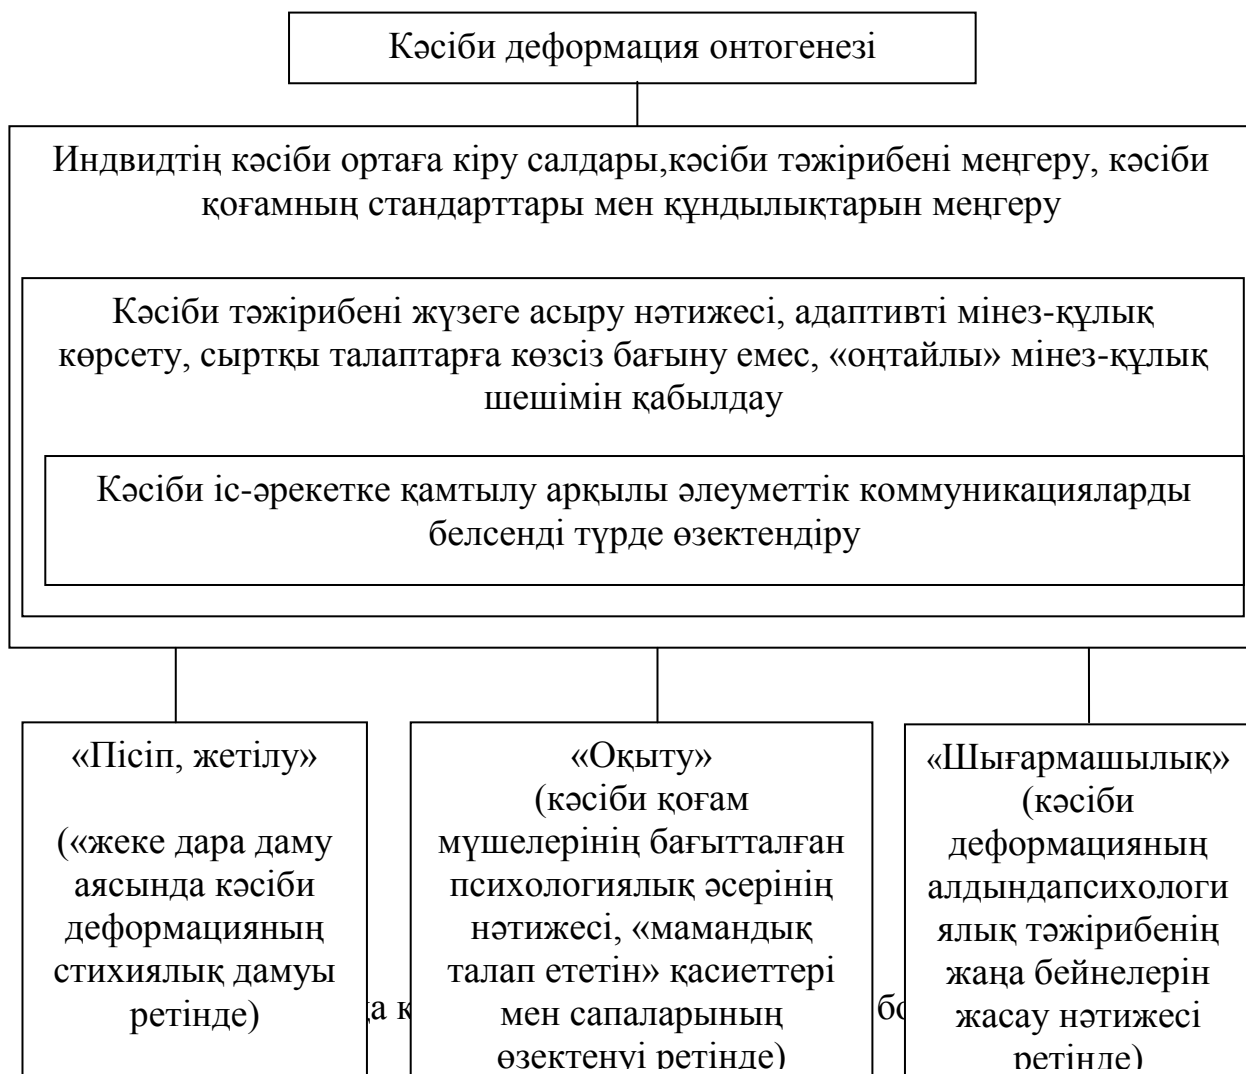 Кәсіби деформация онтогенезі
Индвидтің кәсіби ортаға кіру салдары,кәсіби тәжірибені меңгеру, кәсіби
қоғамның стандарттары мен құндылықтарын меңгеру
Кәсіби тәжірибені жүзеге асыру нәтижесі, адаптивті мінез-құлық
көрсету, сыртқы талаптарға көзсіз бағыну емес, «оңтайлы» мінез-құлық
шешімін қабылдау
Кәсіби іс-әрекетке қамтылу арқылы әлеуметтік коммуникацияларды
белсенді түрде өзектендіру
«Пісіп, жетілу»
(«жеке дара даму
аясында кәсіби
деформацияның
стихиялық дамуы
ретінде)
«Оқыту»
(кәсіби қоғам
мүшелерінің бағытталған
психологиялық әсерінің
нәтижесі, «мамандық
талап ететін» қасиеттері
мен сапаларының
өзектенуі ретінде)
«Шығармашылық»
(кәсіби
деформацияның
алдындапсихологи
ялық тәжірибенің
жаңа бейнелерін
жасау нәтижесі
ретінде)